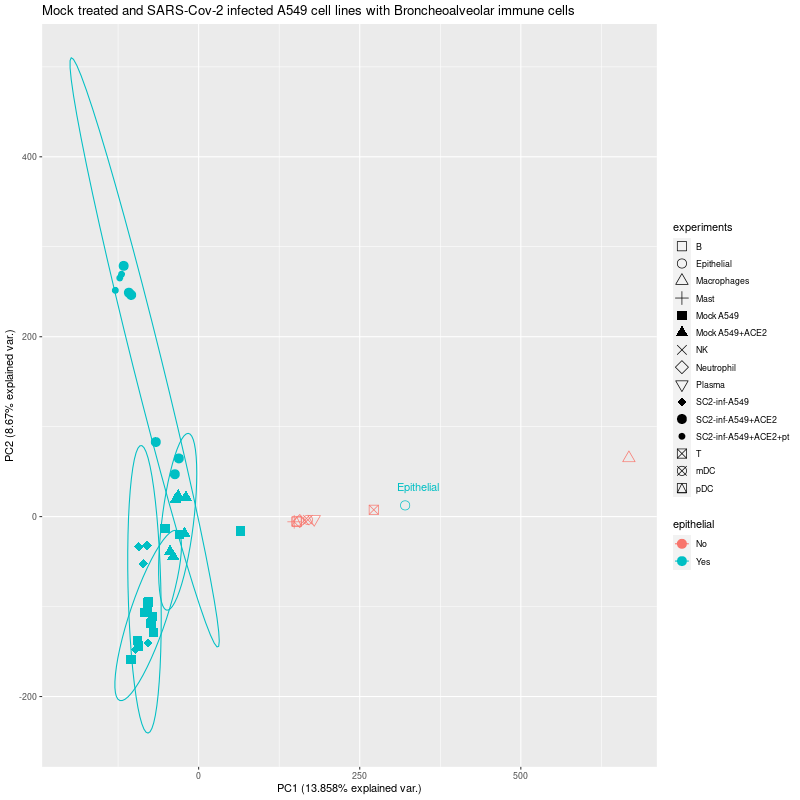 Mock treated and SARS-Cov-2 infected A549 cell lines with Broncheoalveolar immune cells
PC2 (8.67% explained var.)
400
200
0
-200
Epithelial
0
250
500
PC1 (13.858% explained var.)
experiments
B
Epithelial
Macrophages
Mast
Mock A549
Mock A549+ACE2
NK
Neutrophil
Plasma
SC2-inf-A549
SC2-inf-A549+ACE2
SC2-inf-A549+ACE2+pt
T
mDC
pDC
epithelial
No
Yes